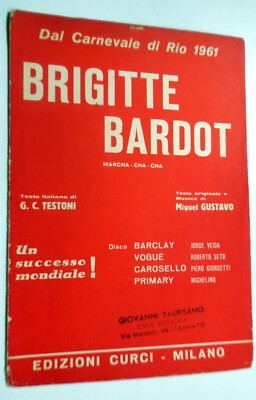 Dal Carnevale di Rio 1961
BRIGITTE
BARDOT
MARCHA - CHA - CHA
Testo italiano di
G. C. TESTONI
Testo originale e
Musica di
Miguel GUSTAVO
Un
successo
mondiale!
Disco BARCLAY JORGE VEIGA
VOGUE ROBERTO SETO
CAROSELLO PIERO GIORGETTI
PRIMARY MICHELINO
GIOVANNI TAURSANO
EDIZIONI CURCI - MILANO